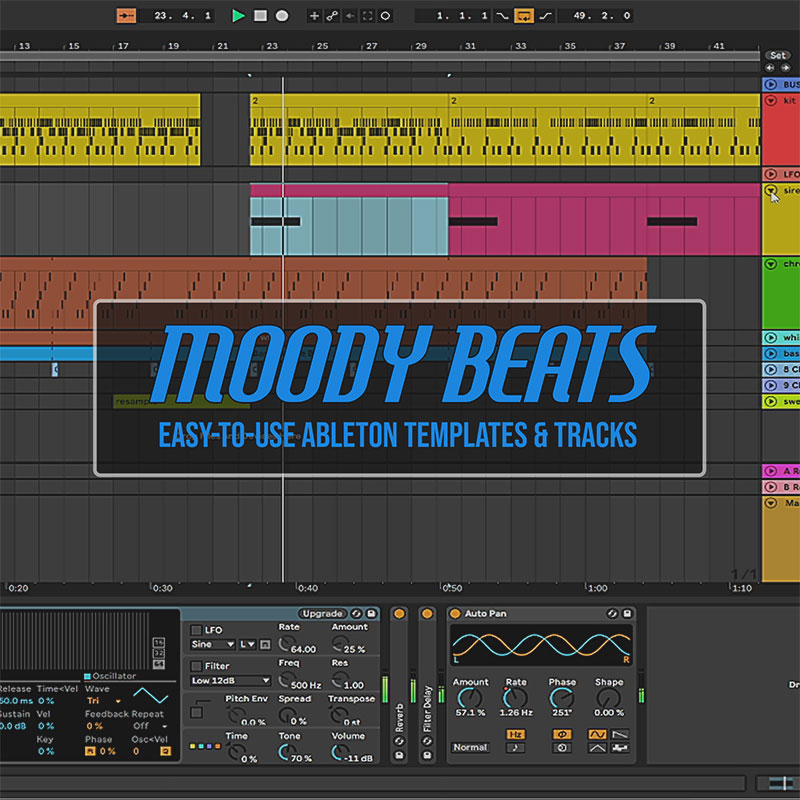 23. 4. 1
1. 1. 1
49. 2. 0
13 15 17 19 21 23 25 27 29 31 33 35 37 39 41
Set
BUS
2 2 2
kit
LFO
sire
chr
MOODY BEATS
EASY-TO-USE ABLETON TEMPLATES & TRACKS
whi
bas
8 C
9 C
swe
resamp
A R
B R
Ma
1/1
0:20 0:30 0:40 0:50 1:00 1:10
Upgrade
Auto Pan
LFO Rate Amount
Sine L 64.00 25 %
Filter Freq Res
Low 12dB 500 Hz 1.00
Pitch Env Spread Transpose
0.0 % 0 % 0 st
Time Tone Volume
0 % 70 % -11 dB
Oscillator
Release Time<Vel Wave
50.0 ms 0 % Tri
Sustain Vel Feedback Repeat
0.0 dB 0 % 0 % Off
Key Phase Osc<Vel
0 % R 0 % 0 Q
Reverb
Filter Delay
L R
Amount Rate Phase Shape
57.1 % 1.26 Hz 251° 0.00 %
Normal Hz
Dr